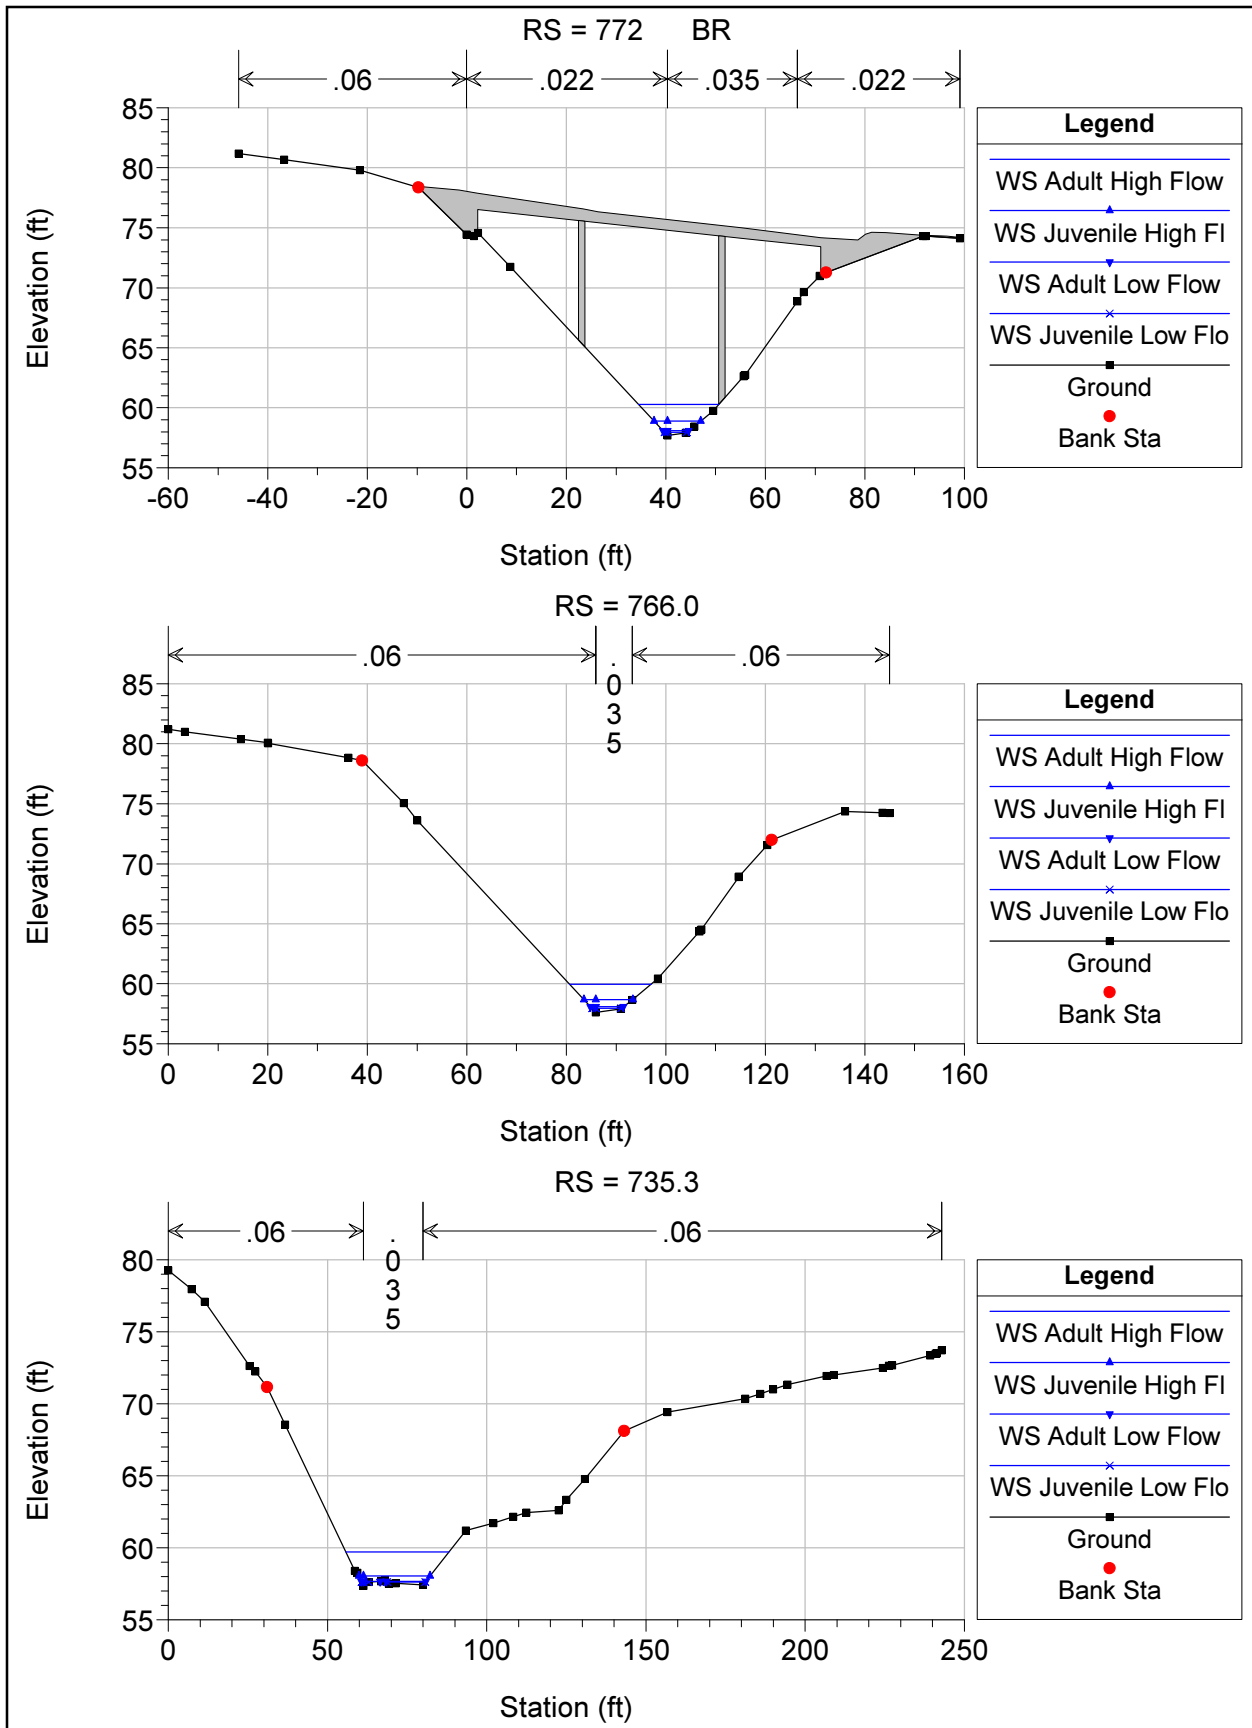 RS = 772 BR
.06 .022 .035 .022
Elevation (ft)
85
80
75
70
65
60
55
-60 -40 -20 0 20 40 60 80 100
Station (ft)
Legend
WS Adult High Flow
WS Juvenile High Fl
WS Adult Low Flow
WS Juvenile Low Flo
Ground
Bank Sta
RS = 766.0
.06 .035 .06
Elevation (ft)
85
80
75
70
65
60
55
0 20 40 60 80 100 120 140 160
Station (ft)
Legend
WS Adult High Flow
WS Juvenile High Fl
WS Adult Low Flow
WS Juvenile Low Flo
Ground
Bank Sta
RS = 735.3
.06 .035 .06
Elevation (ft)
80
75
70
65
60
55
0 50 100 150 200 250
Station (ft)
Legend
WS Adult High Flow
WS Juvenile High Fl
WS Adult Low Flow
WS Juvenile Low Flo
Ground
Bank Sta